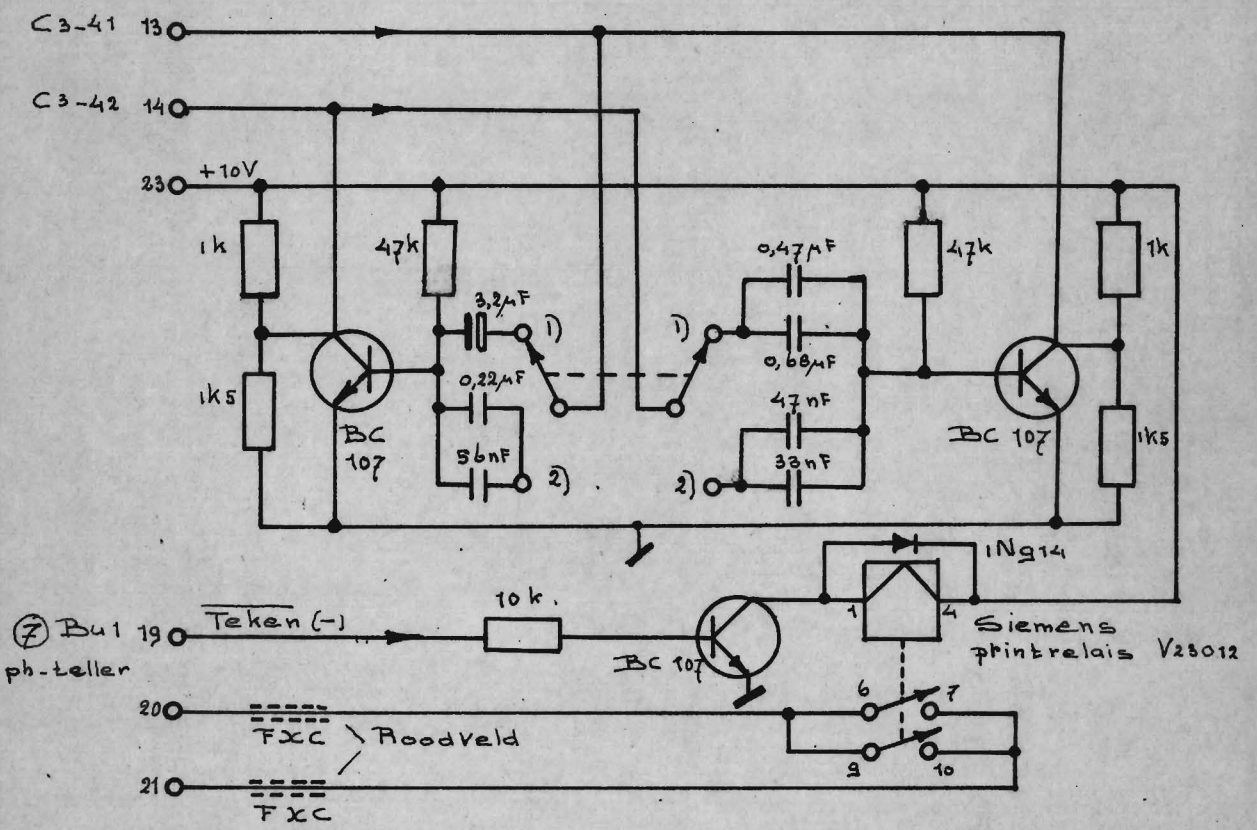 C3-41 13
C3-42 14
23 +10V
1k
47k
0,47µF
47k
1k
3,2µF
1)
1)
0,68µF
1k5
0,22µF
47nF
BC
107
BC 107
1k5
56nF
2)
2)
33nF
1N914
10k.
1
4
7 Bu1 19
Teken (-)
ph-teller
BC 107
Siemens
printrelais V23012
6
7
20
FXC
Roodveld
9
10
21
FXC